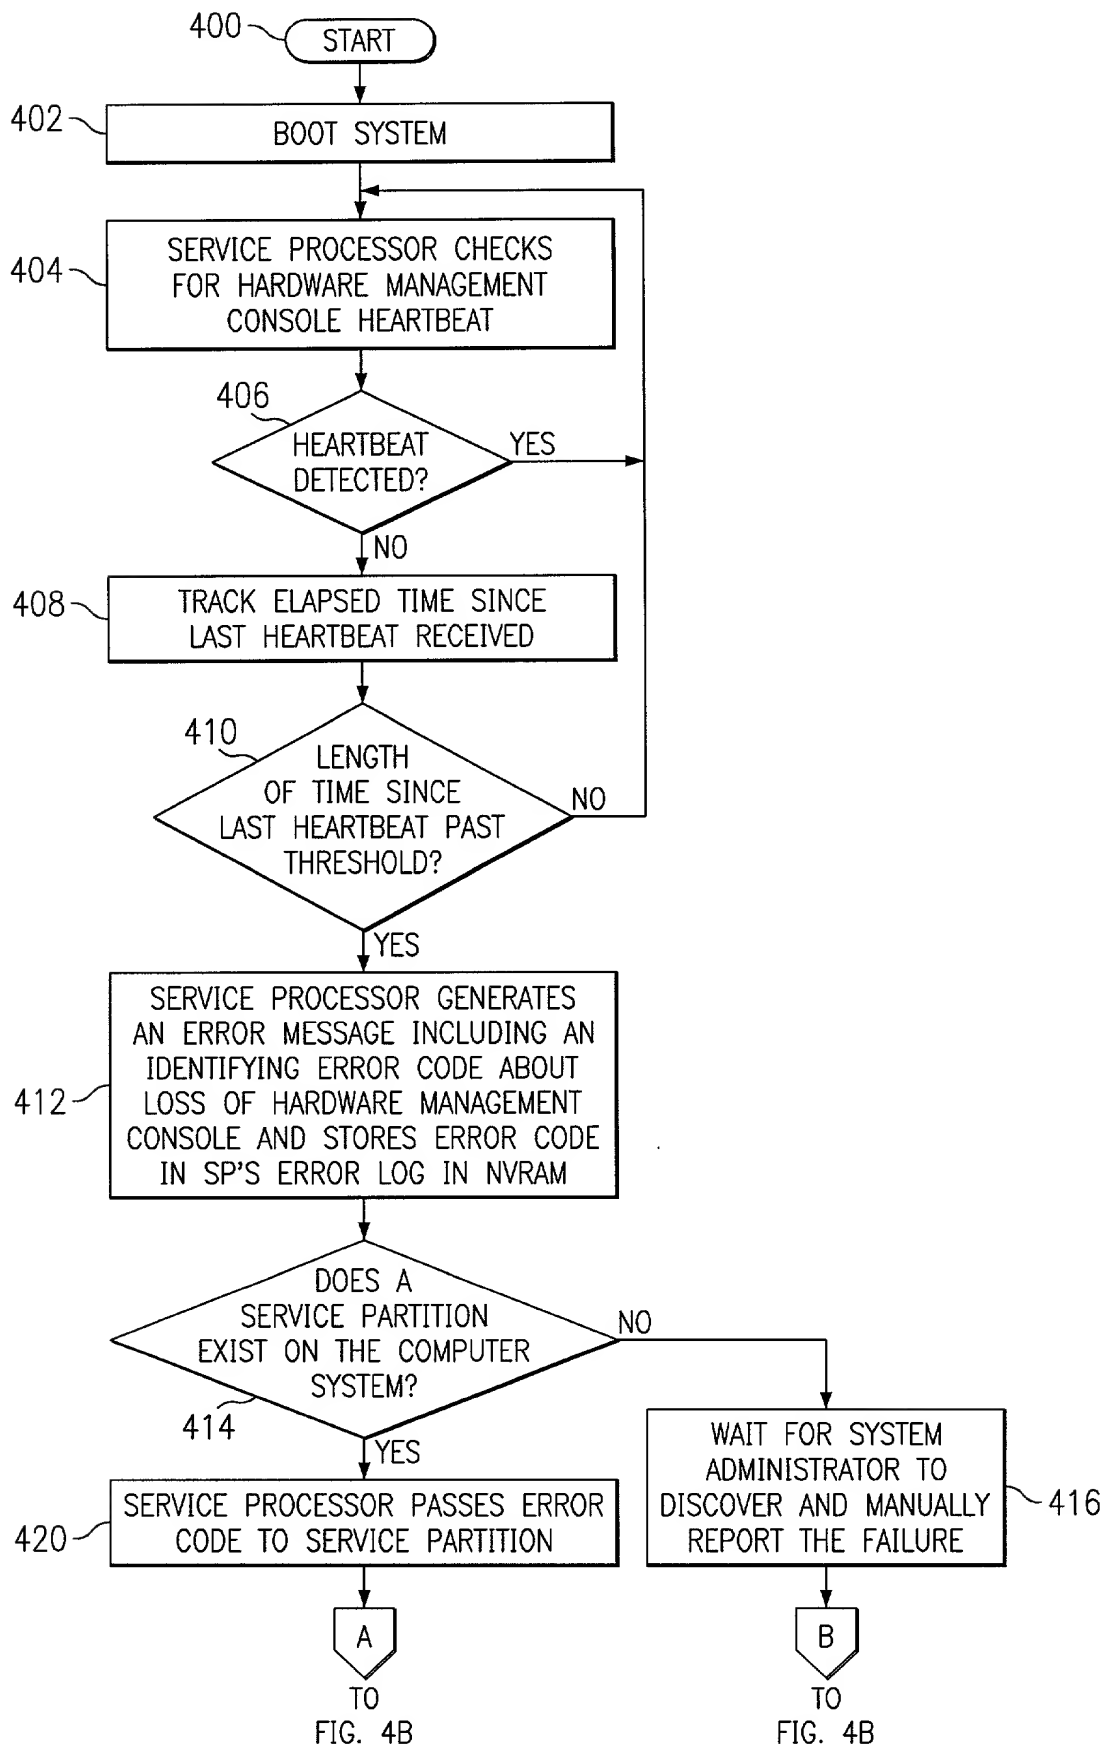 400
START
402
BOOT SYSTEM
404
SERVICE PROCESSOR CHECKS
FOR HARDWARE MANAGEMENT
CONSOLE HEARTBEAT
406
HEARTBEAT
DETECTED?
YES
NO
408
TRACK ELAPSED TIME SINCE
LAST HEARTBEAT RECEIVED
410
LENGTH
OF TIME SINCE
LAST HEARTBEAT PAST
THRESHOLD?
NO
YES
412
SERVICE PROCESSOR GENERATES
AN ERROR MESSAGE INCLUDING AN
IDENTIFYING ERROR CODE ABOUT
LOSS OF HARDWARE MANAGEMENT
CONSOLE AND STORES ERROR CODE
IN SP'S ERROR LOG IN NVRAM
DOES A
SERVICE PARTITION
EXIST ON THE COMPUTER
SYSTEM?
414
NO
YES
WAIT FOR SYSTEM
ADMINISTRATOR TO
DISCOVER AND MANUALLY
REPORT THE FAILURE
416
420
SERVICE PROCESSOR PASSES ERROR
CODE TO SERVICE PARTITION
A
TO
FIG. 4B
B
TO
FIG. 4B